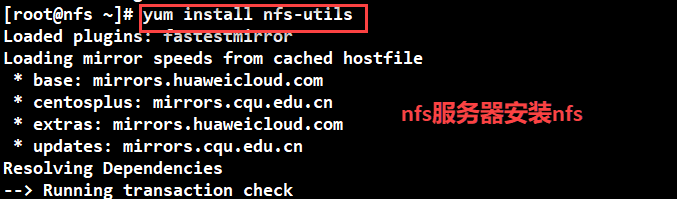 [root@nfs ~]# yum install nfs-utils
Loaded plugins: fastestmirror
Loading mirror speeds from cached hostfile
 * base: mirrors.huaweicloud.com
 * centosplus: mirrors.cqu.edu.cn
 * extras: mirrors.huaweicloud.com
 * updates: mirrors.cqu.edu.cn
nfs服务器安装nfs
Resolving Dependencies
--> Running transaction check